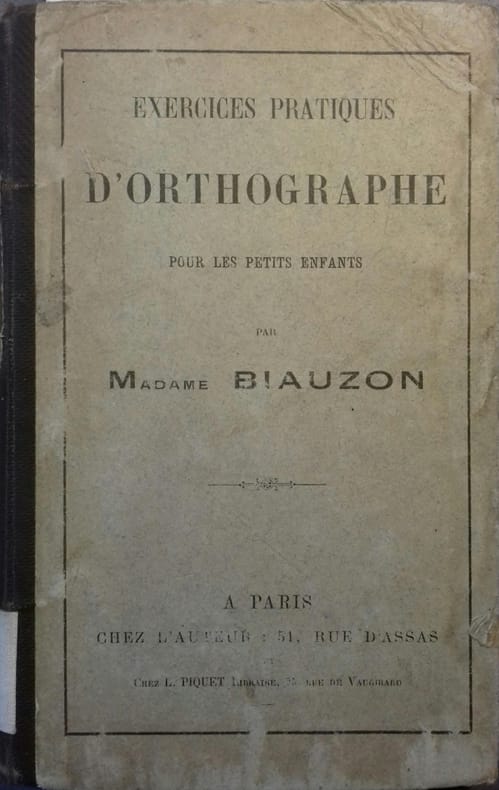 EXERCICES PRATIQUES
D'ORTHOGRAPHE
POUR LES PETITS ENFANTS
PAR
MADAME BIAUZON
A PARIS
CHEZ L'AUTEUR : 51, RUE D'ASSAS
CHEZ L. PIQUET LIBRAIRE, RUE DE VAUGIRARD